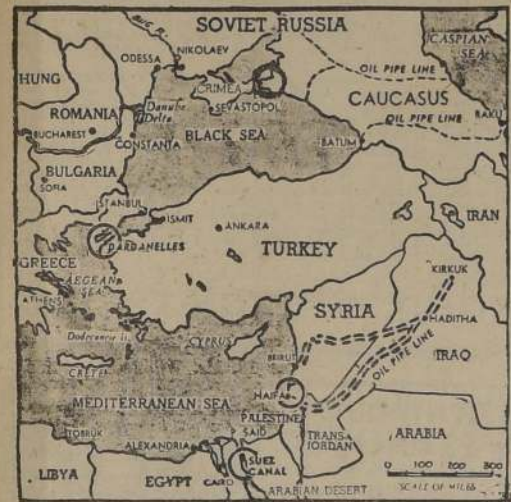 BUG R.
SOVIET RUSSIA
CASPIAN
SEA
NIKOLAEV
ODESSA
HUNG
CRIMEA
OIL PIPE LINE
CAUCASUS
ROMANIA
Danube
Delta
SEVASTOPOL
OIL PIPE LINE
BAKU
BUCHAREST
CONSTANTA
BLACK SEA
BATUM
BULGARIA
SOFIA
ISTANBUL
ISMIT
ANKARA
IRAN
DARDANELLES
TURKEY
GREECE
AEGEAN
SEA
ATHENS
KIRKUK
SYRIA
HADITHA
Dodecanese is.
CYPRUS
BEIRUT
OIL PIPE LINE
IRAQ
CRETE
HAIFA
MEDITERRANEAN SEA
PALESTINE
TOBRUK
SAID
TRANS
JORDAN
ARABIA
ALEXANDRIA
SUEZ
CANAL
LIBYA
EGYPT
CAIRO
ARABIAN DESERT
0 100 200 300
SCALE OF MILES